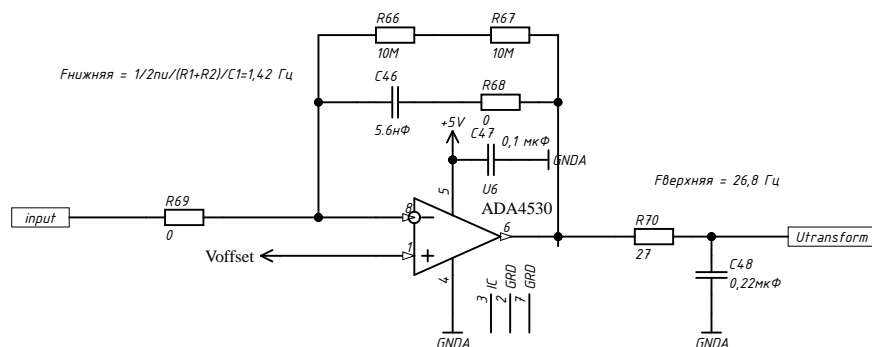 R66
R67
10М
10М
Fнижняя = 1/2пи/(R1+R2)/C1=1,42 Гц
C46
R68
5.6нФ
0
+5V
C47
0,1 мкФ
GNDA
Fверхняя = 26,8 Гц
5
U6
ADA4530
R69
input
0
8
6
R70
Utransform
27
Voffset
1
C48
0,22мкФ
4
3
IC
2
GRD
7
GRD
GNDA
GNDA